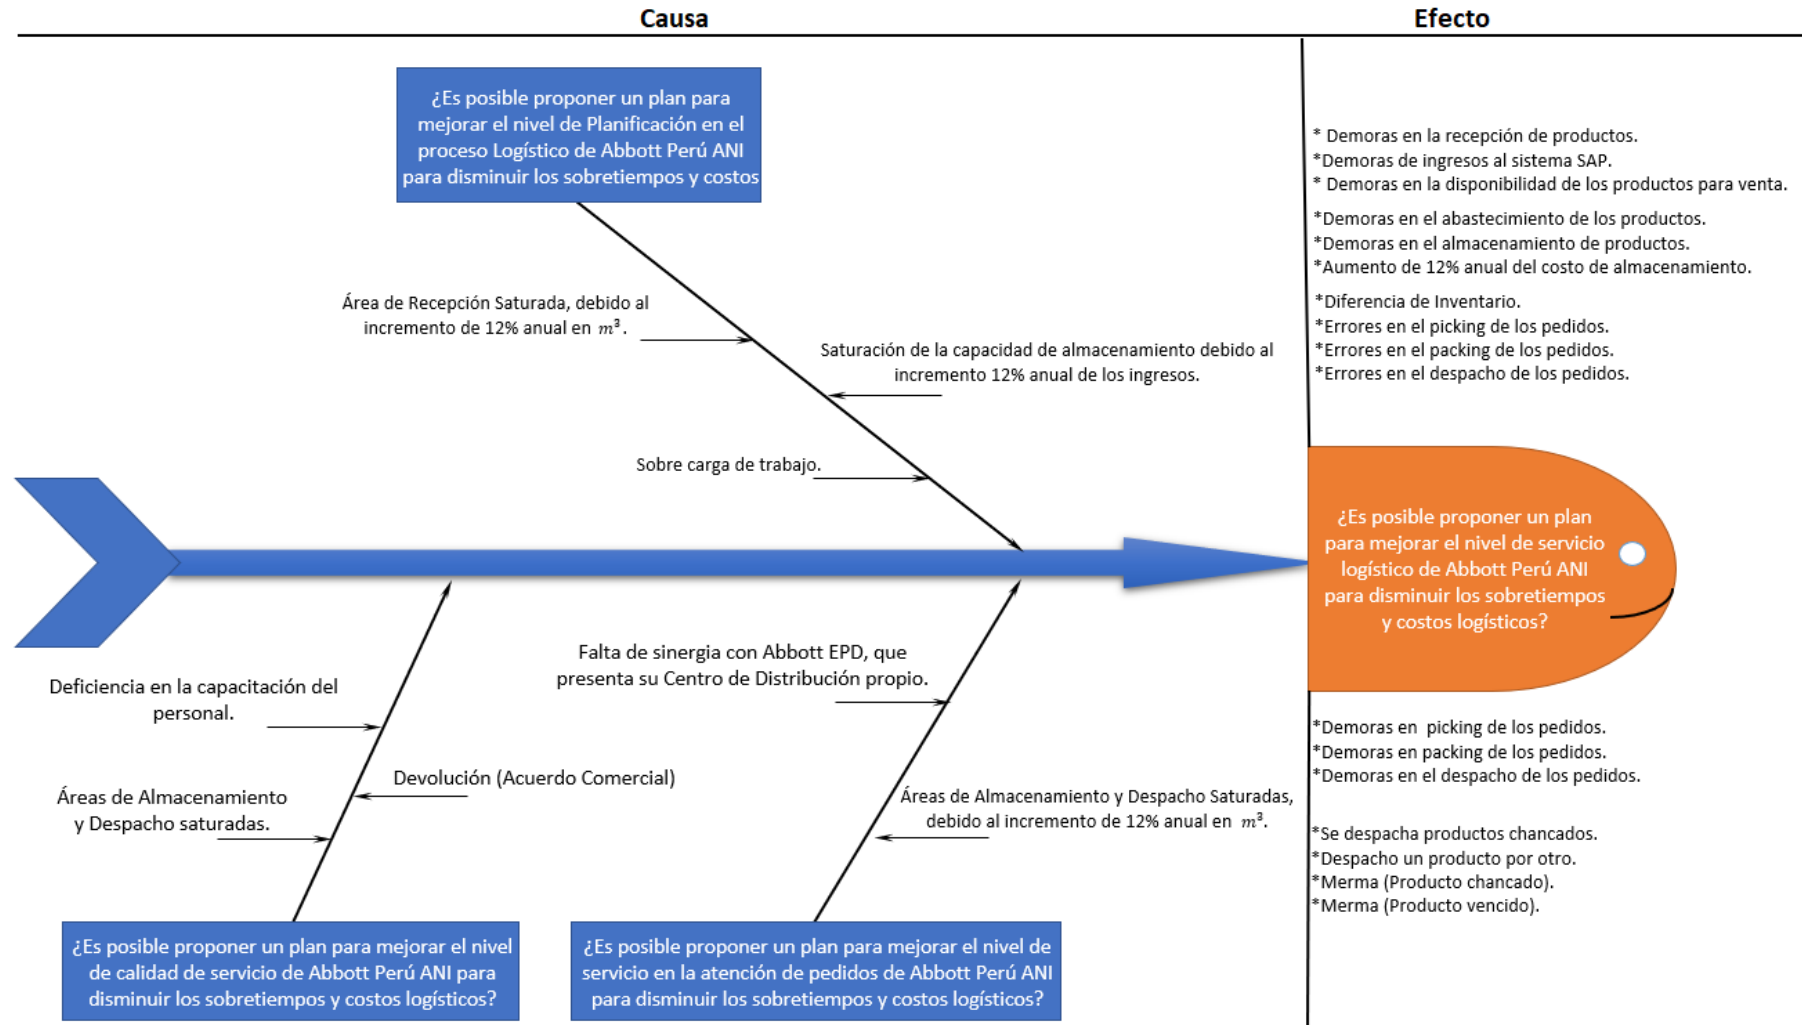 Causa
Efecto
¿Es posible proponer un plan para
mejorar el nivel de Planificación en el
proceso Logístico de Abbott Perú ANI
para disminuir los sobretiempos y costos
* Demoras en la recepción de productos.
*Demoras de ingresos al sistema SAP.
* Demoras en la disponibilidad de los productos para venta.
*Demoras en el abastecimiento de los productos.
*Demoras en el almacenamiento de productos.
*Aumento de 12% anual del costo de almacenamiento.
*Diferencia de Inventario.
*Errores en el picking de los pedidos.
*Errores en el packing de los pedidos.
*Errores en el despacho de los pedidos.
Área de Recepción Saturada, debido al
incremento de 12% anual en m³.
Saturación de la capacidad de almacenamiento debido al
incremento 12% anual de los ingresos.
Sobre carga de trabajo.
¿Es posible proponer un plan
para mejorar el nivel de servicio
logístico de Abbott Perú ANI
para disminuir los sobretiempos
y costos logísticos?
Deficiencia en la capacitación del
personal.
Devolución (Acuerdo Comercial)
Áreas de Almacenamiento
y Despacho saturadas.
Falta de sinergia con Abbott EPD, que
presenta su Centro de Distribución propio.
Áreas de Almacenamiento y Despacho Saturadas,
debido al incremento de 12% anual en m³.
*Demoras en  picking de los pedidos.
*Demoras en packing de los pedidos.
*Demoras en el despacho de los pedidos.
*Se despacha productos chancados.
*Despacho un producto por otro.
*Merma (Producto chancado).
*Merma (Producto vencido).
¿Es posible proponer un plan para mejorar el nivel
de calidad de servicio de Abbott Perú ANI para
disminuir los sobretiempos y costos logísticos?
¿Es posible proponer un plan para mejorar el nivel de
servicio en la atención de pedidos de Abbott Perú ANI
para disminuir los sobretiempos y costos logísticos?